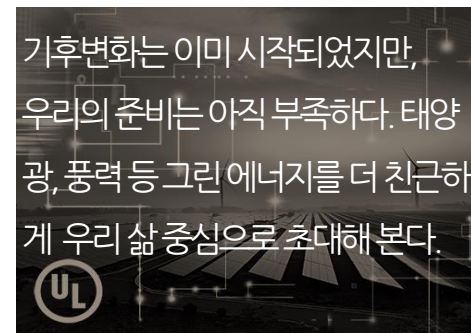 기후변화는 이미 시작되었지만,
우리의 준비는 아직 부족하다. 태양
광, 풍력 등 그린 에너지를 더 친근하
게 우리 삶 중심으로 초대해 본다.
UL